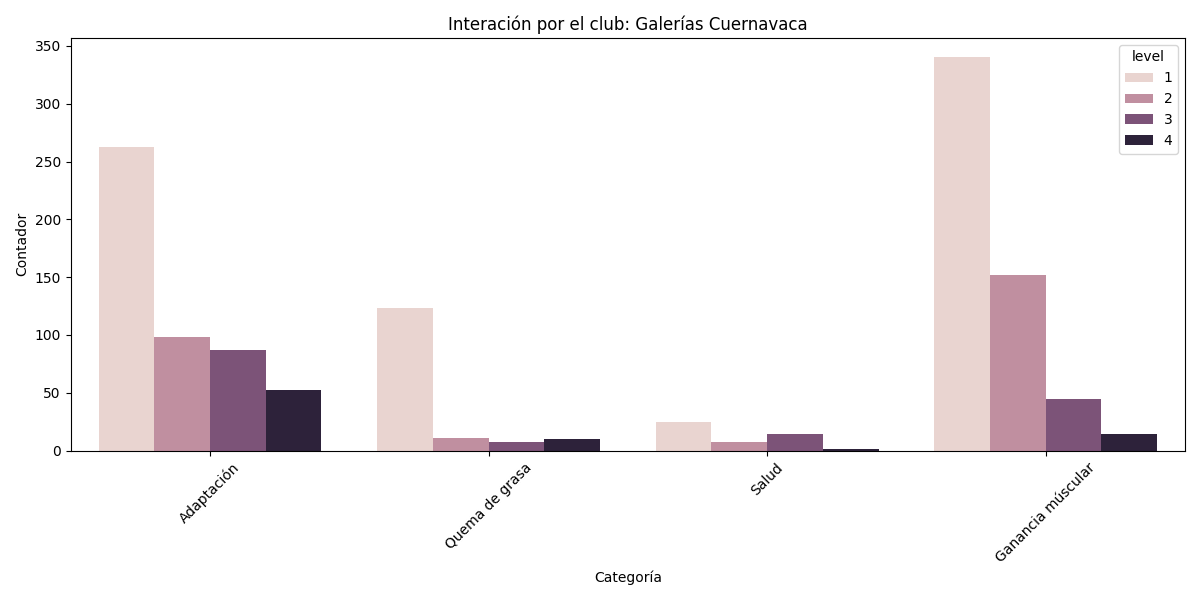 Interación por el club: Galerías Cuernavaca
level
1
2
3
4
Contador
350
300
250
200
150
100
50
0
Adaptación
Quema de grasa
Salud
Ganancia múscular
Categoría